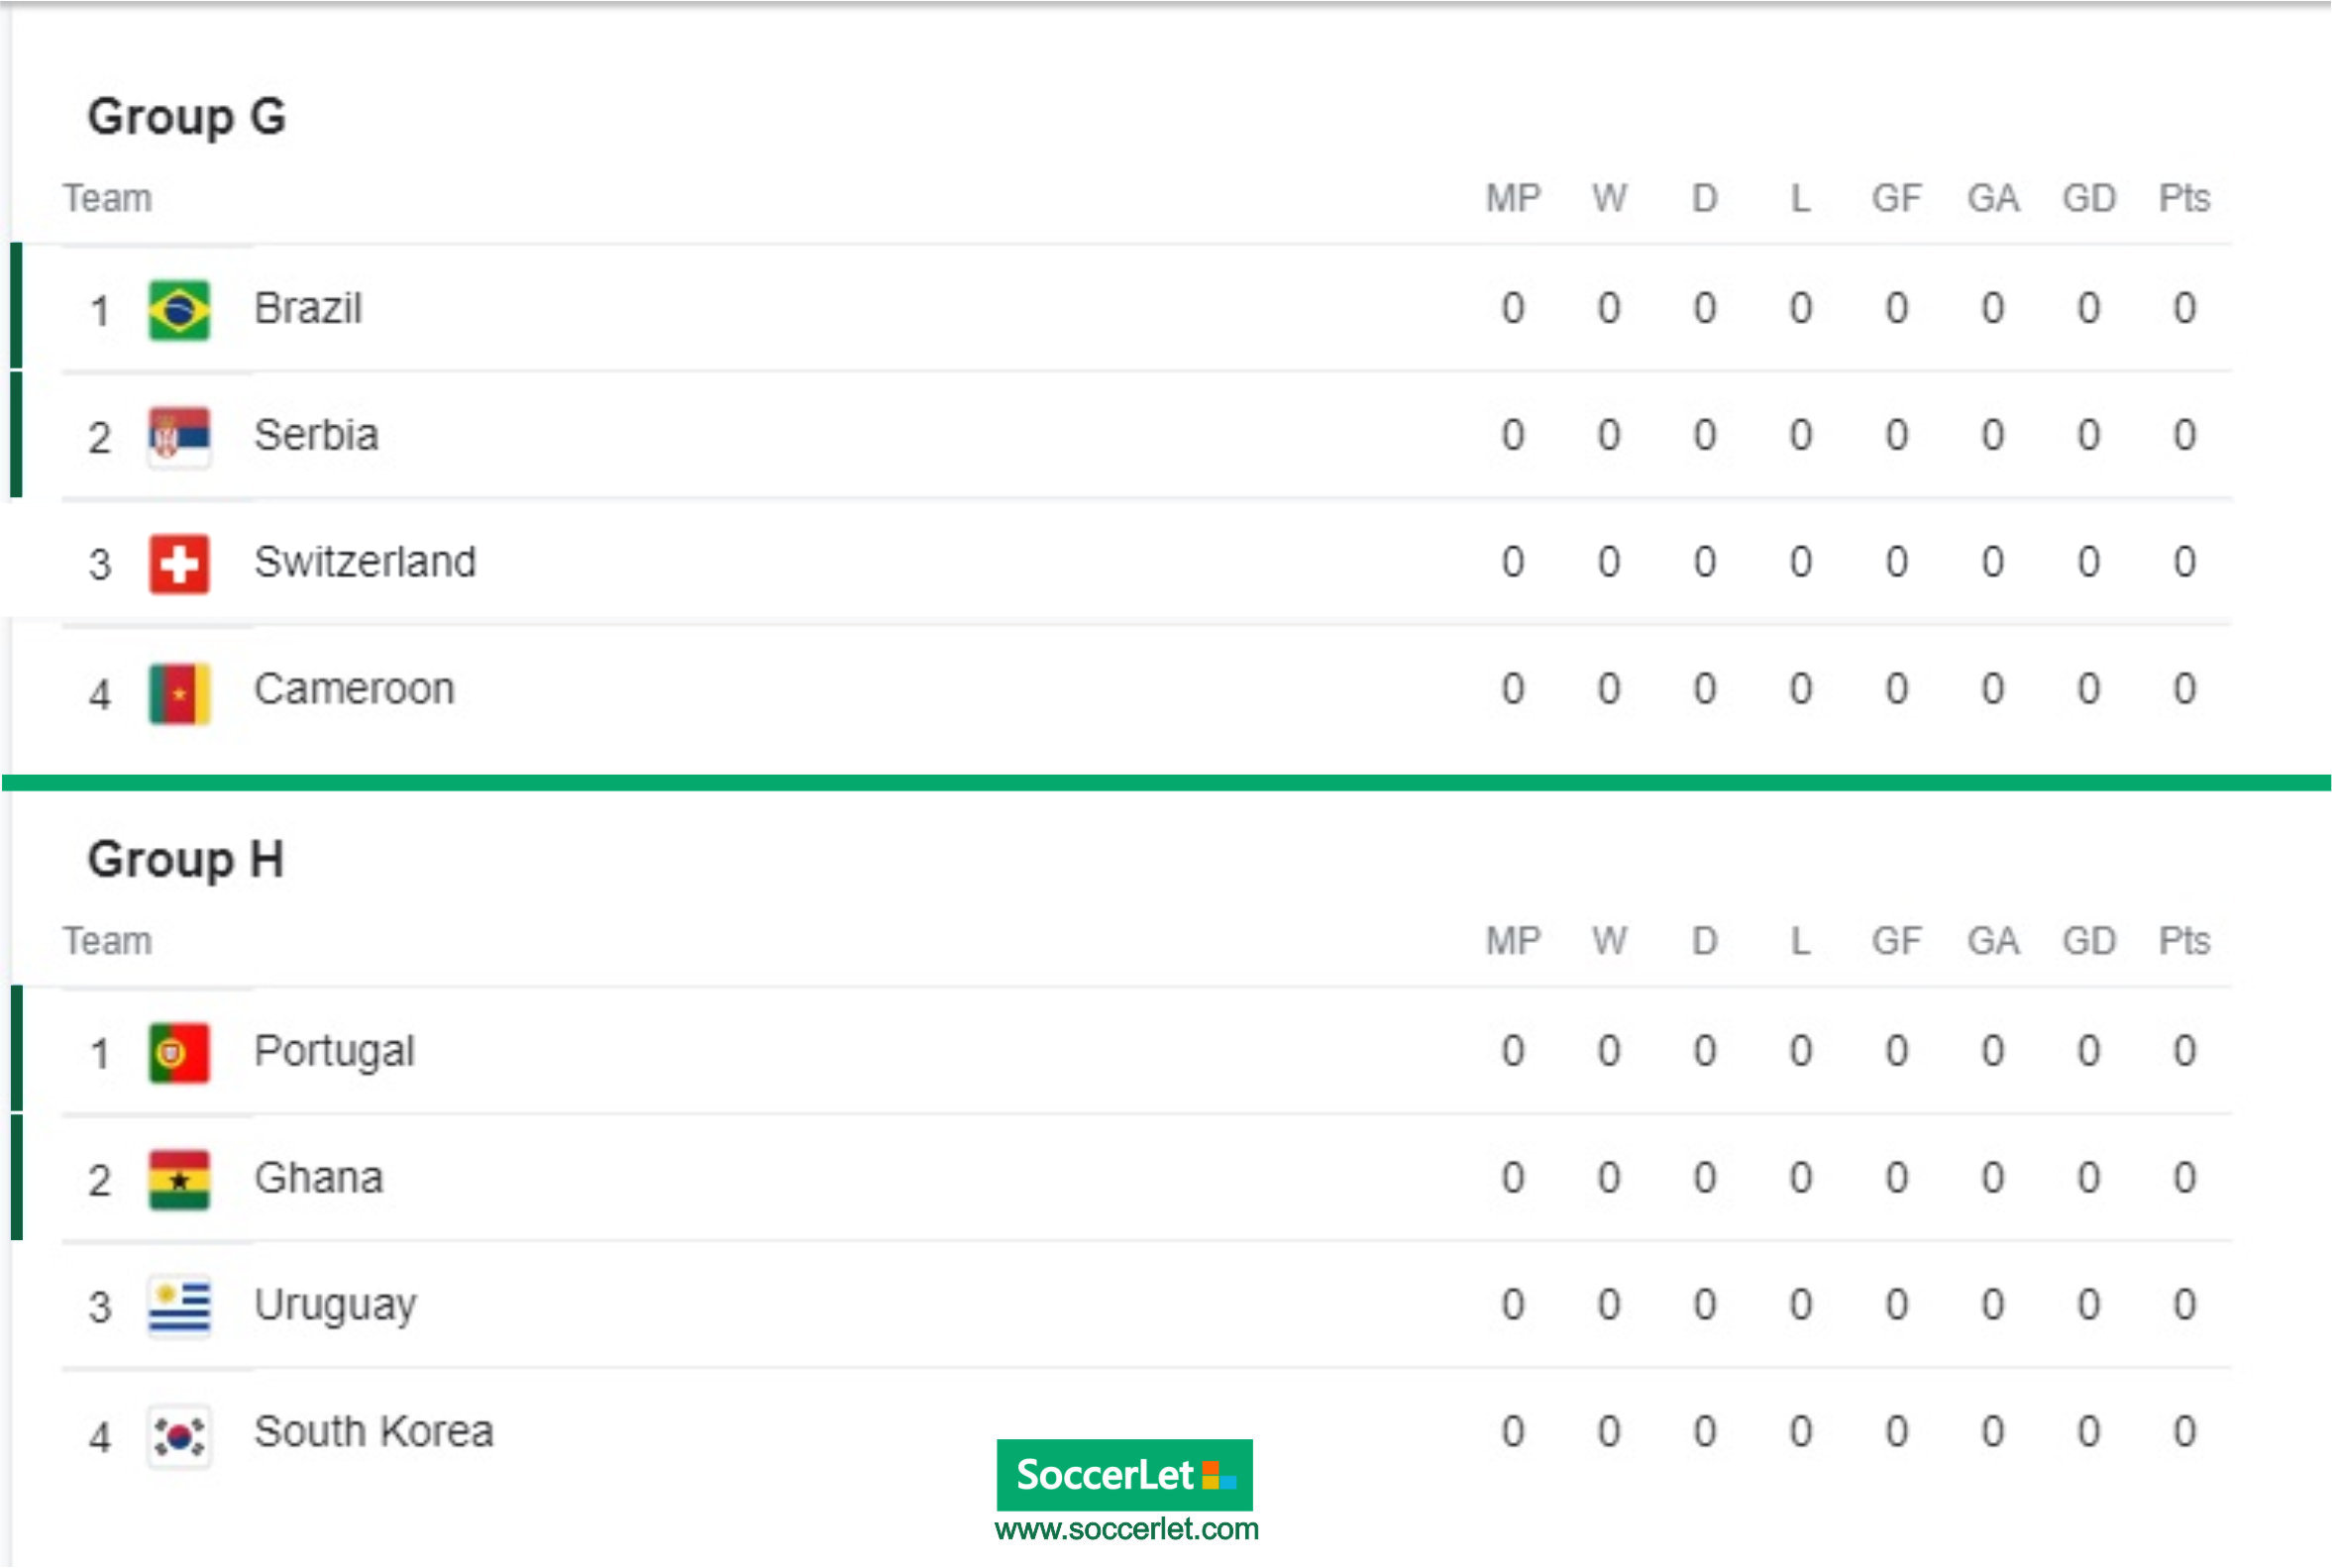 Group G
Team MP W D L GF GA GD Pts
1 Brazil 0 0 0 0 0 0 0 0
2 Serbia 0 0 0 0 0 0 0 0
3 Switzerland 0 0 0 0 0 0 0 0
4 Cameroon 0 0 0 0 0 0 0 0
Group H
Team MP W D L GF GA GD Pts
1 Portugal 0 0 0 0 0 0 0 0
2 Ghana 0 0 0 0 0 0 0 0
3 Uruguay 0 0 0 0 0 0 0 0
4 South Korea 0 0 0 0 0 0 0 0
SoccerLet
www.soccerlet.com